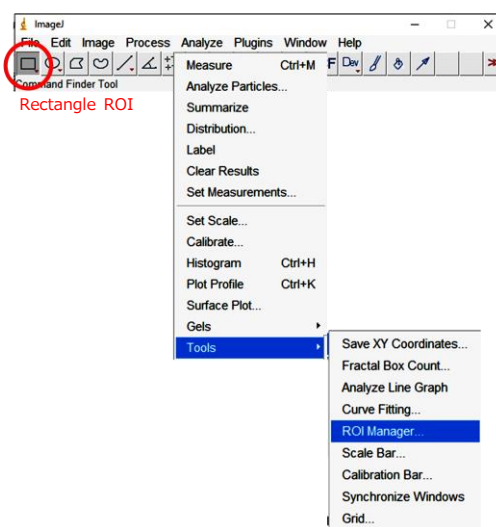 ImageJ
File Edit Image Process Analyze Plugins Window Help
Dev
Command Finder Tool
Rectangle ROI
Measure Ctrl+M
Analyze Particles...
Summarize
Distribution...
Label
Clear Results
Set Measurements...
Set Scale...
Calibrate...
Histogram Ctrl+H
Plot Profile Ctrl+K
Surface Plot...
Gels
Tools
Save XY Coordinates...
Fractal Box Count...
Analyze Line Graph
Curve Fitting...
ROI Manager...
Scale Bar...
Calibration Bar...
Synchronize Windows
Grid...